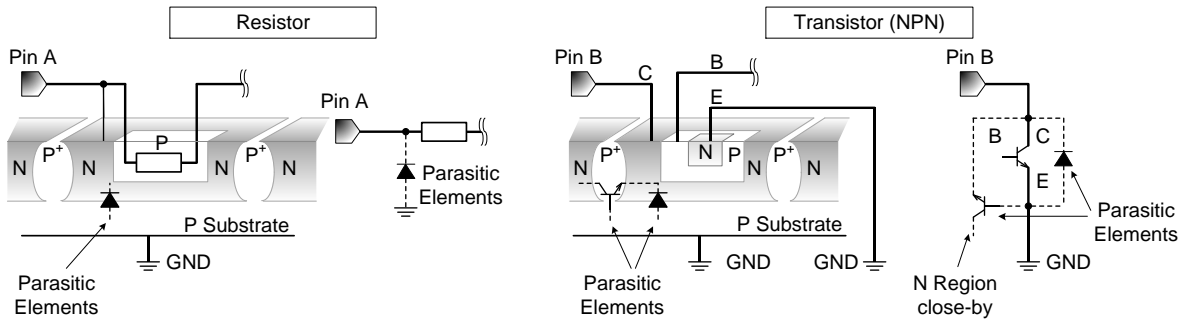 Resistor
Transistor (NPN)
Pin A
Pin A
N
P+
N
P
N
P+
N
Parasitic
Elements
P Substrate
GND
Parasitic
Elements
Pin B
C
B
E
N
P+
N
N
P
P+
N
P Substrate
GND
GND
Parasitic
Elements
Pin B
B
C
E
Parasitic
Elements
GND
N Region
close-by